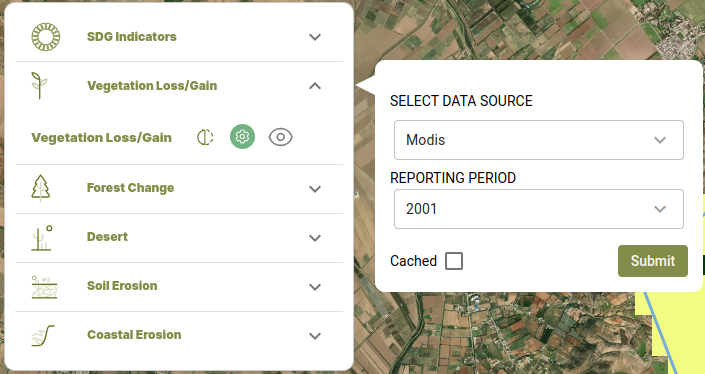 SDG Indicators
Vegetation Loss/Gain
Vegetation Loss/Gain
Forest Change
Desert
Soil Erosion
Coastal Erosion
SELECT DATA SOURCE
Modis
REPORTING PERIOD
2001
Cached
Submit